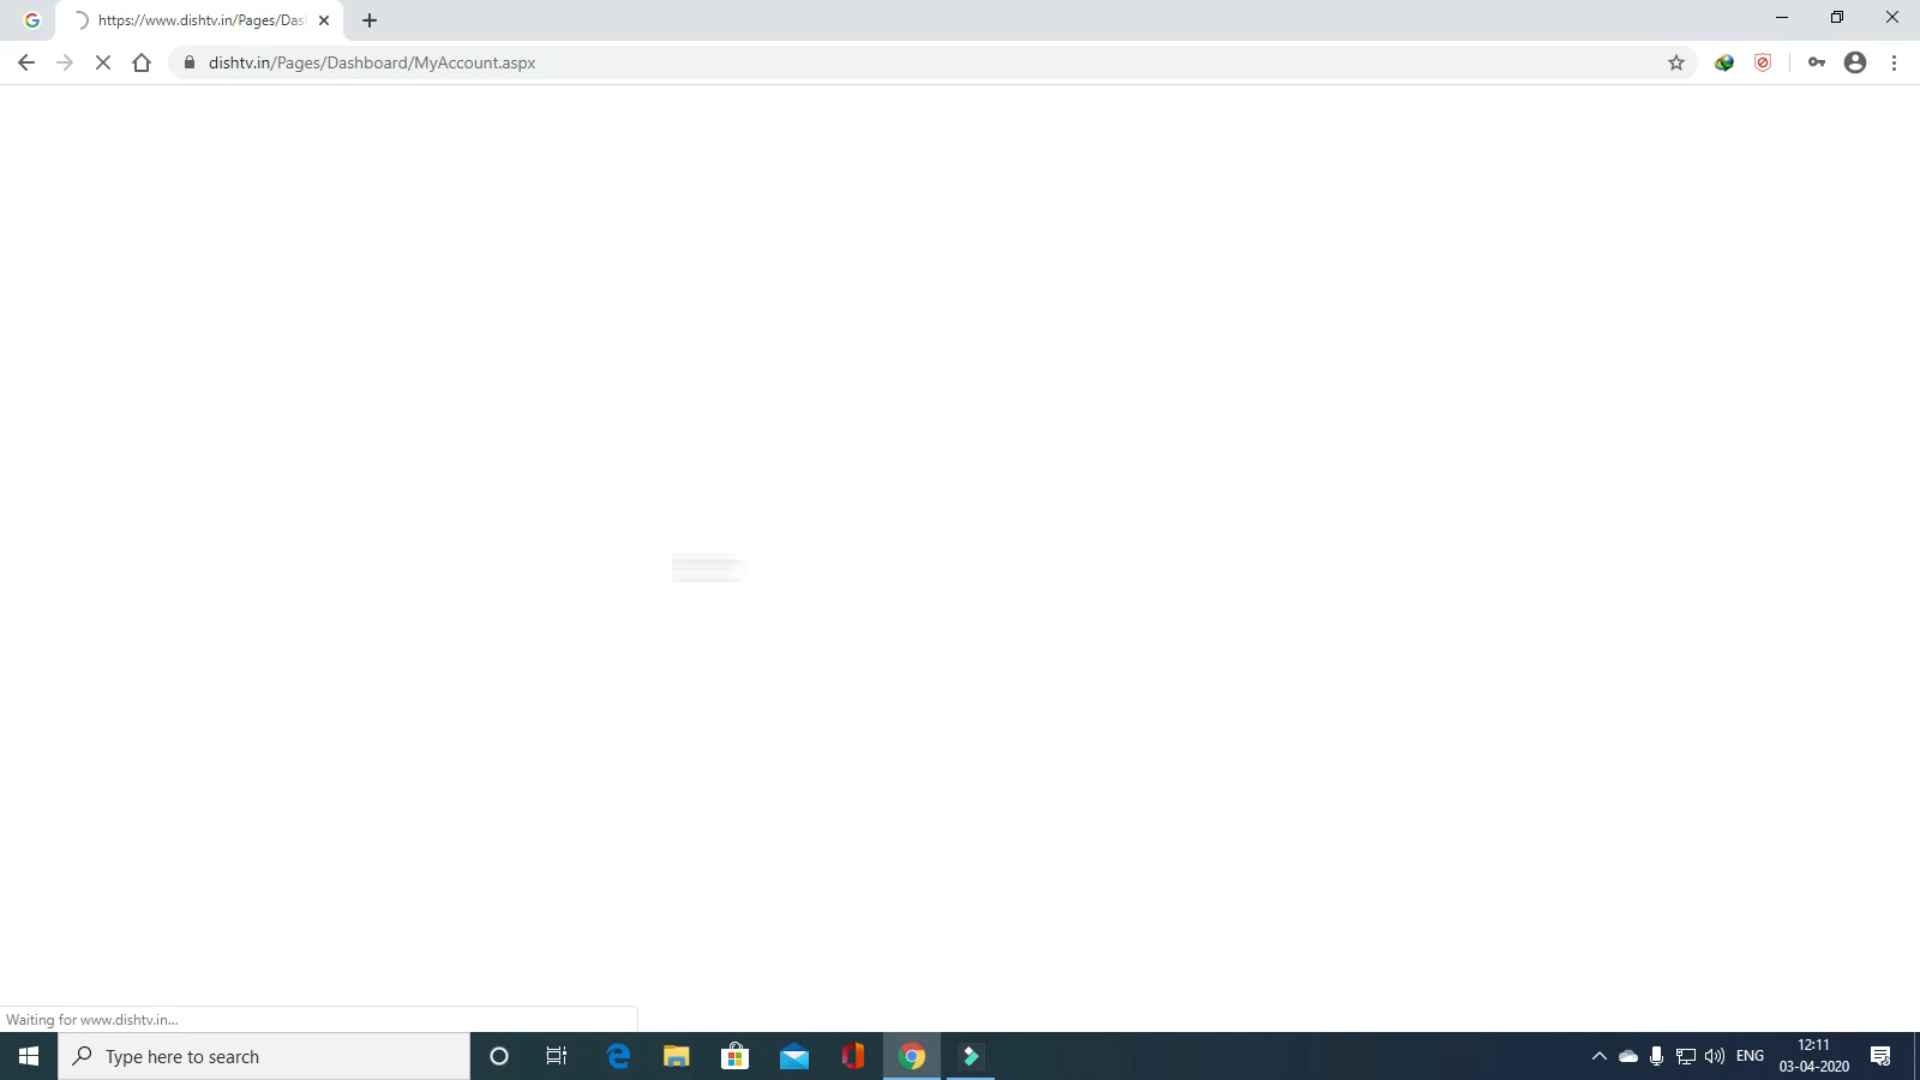 https://www.dishtv.in/Pages/Das
dishtv.in/Pages/Dashboard/MyAccount.aspx
Waiting for www.dishtv.in...
Type here to search
ENG
12:11
03-04-2020